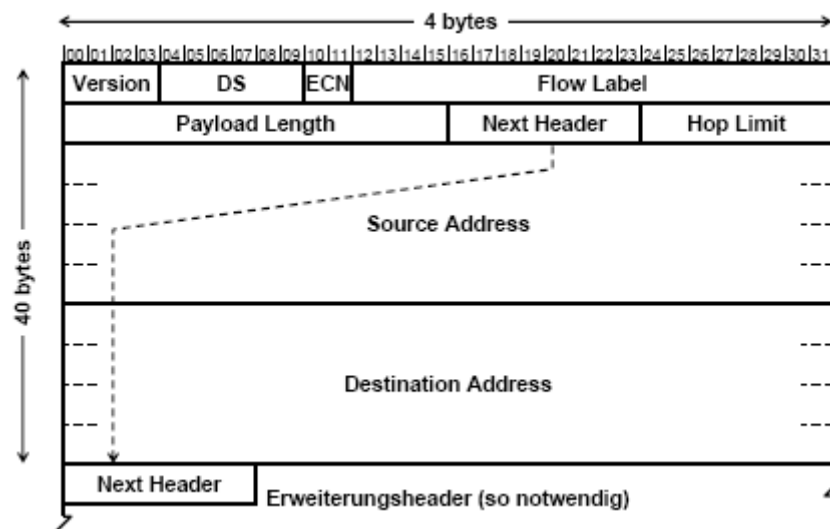 4 bytes
00 01 02 03 04 05 06 07 08 09 10 11 12 13 14 15 16 17 18 19 20 21 22 23 24 25 26 27 28 29 30 31
Version DS ECN Flow Label
Payload Length Next Header Hop Limit
Source Address
40 bytes
Destination Address
Next Header
Erweiterungsheader (so notwendig)